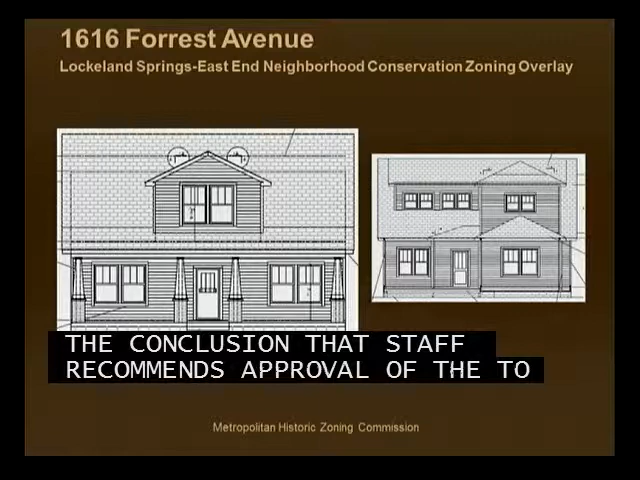 1616 Forrest Avenue
Lockeland Springs-East End Neighborhood Conservation Zoning Overlay
THE CONCLUSION THAT STAFF
RECOMMENDS APPROVAL OF THE TO
Metropolitan Historic Zoning Commission